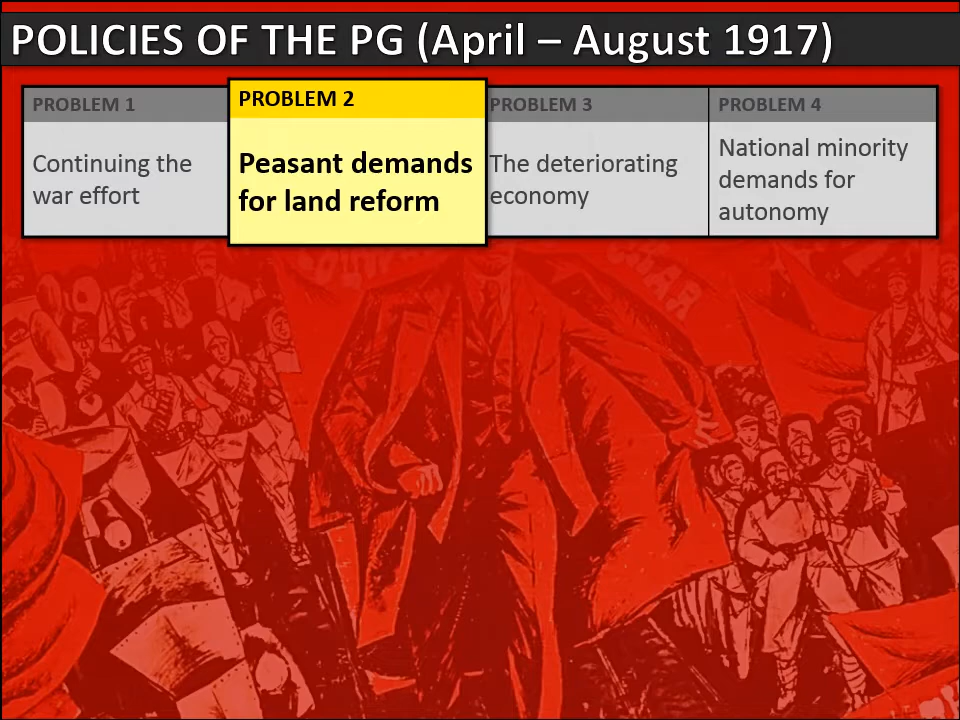 POLICIES OF THE PG (April – August 1917)
PROBLEM 1
Continuing the
war effort
PROBLEM 2
Peasant demands
for land reform
PROBLEM 3
The deteriorating
economy
PROBLEM 4
National minority
demands for
autonomy